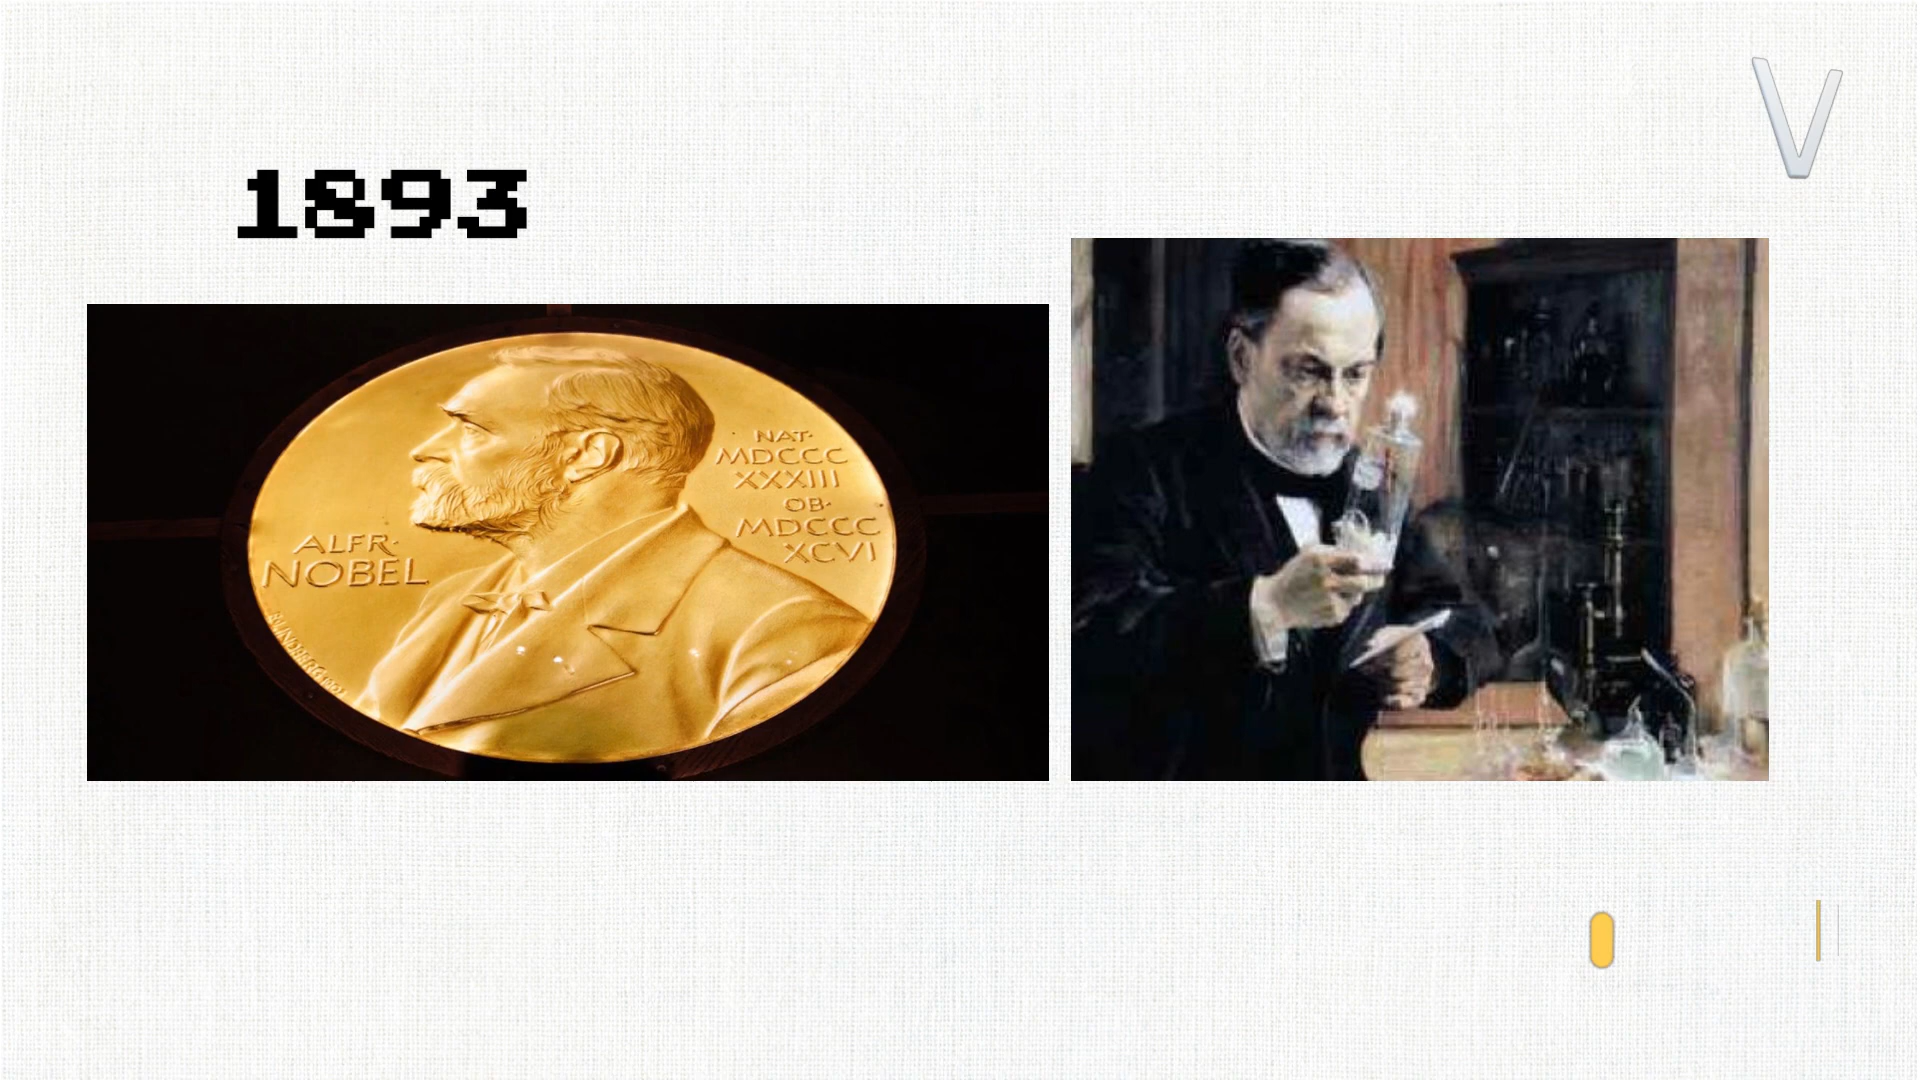 V
1893
NAT·
MDCCC
XXXIII
OB·
MDCCC
XCVI
ALFR·
NOBEL